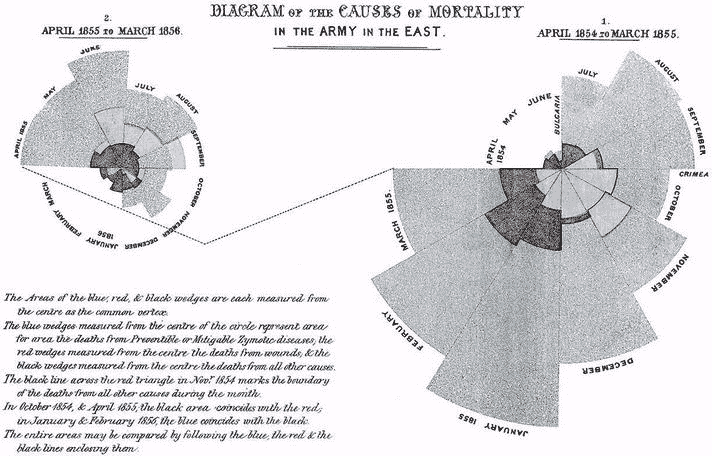 DIAGRAM OF THE CAUSES OF MORTALITY
IN THE ARMY IN THE EAST.
2.
APRIL 1855 TO MARCH 1856.
1.
APRIL 1854 TO MARCH 1855.
JUNE
MAY
APRIL 1855
JULY
AUGUST
SEPTEMBER
OCTOBER
NOVEMBER
DECEMBER
JANUARY
1856
FEBRUARY
MARCH
APRIL
1854
MAY
JUNE
BULGARIA
JULY
AUGUST
SEPTEMBER
CRIMEA
OCTOBER
NOVEMBER
DECEMBER
JANUARY 1855
FEBRUARY
MARCH 1855.
The Areas of the blue, red, & black wedges are each measured from
the centre as the common vertex.
The blue wedges measured from the centre of the circle represent area
for area the deaths from Preventible or Mitigable Zymotic diseases, the
red wedges measured from the centre the deaths from wounds, & the
black wedges measured from the centre the deaths from all other causes.
The black line across the red triangle in Novr. 1854 marks the boundary
of the deaths from all other causes during the month.
In October 1854, & April 1855, the black area coincides with the red;
in January & February 1856, the blue coincides with the black.
The entire areas may be compared by following the blue, the red & the
black lines enclosing them.